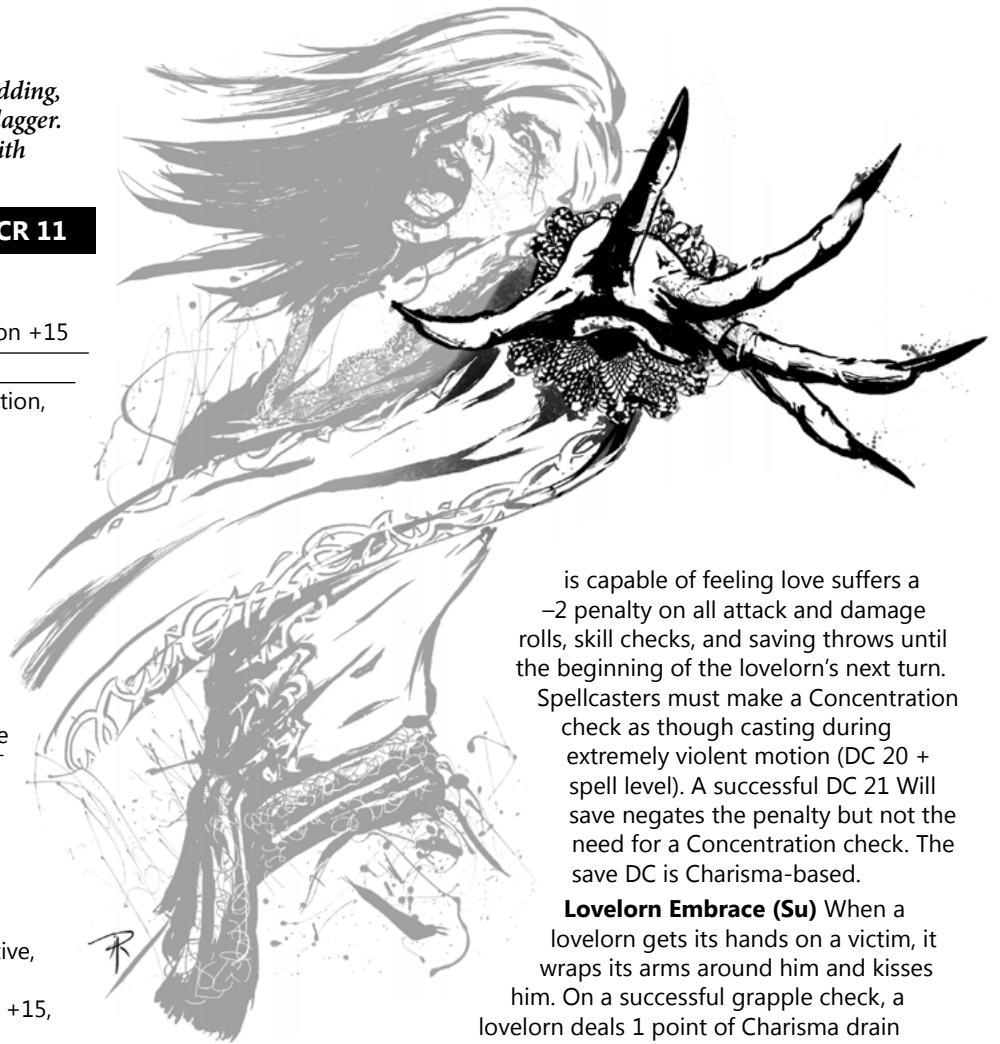 dding,
lagger.
ith
CR 11
on +15
tion,
e
ive,
+15,
is capable of feeling love suffers a
–2 penalty on all attack and damage
rolls, skill checks, and saving throws until
the beginning of the lovelorn’s next turn.
Spellcasters must make a Concentration
check as though casting during
extremely violent motion (DC 20 +
spell level). A successful DC 21 Will
save negates the penalty but not the
need for a Concentration check. The
save DC is Charisma-based.
Lovelorn Embrace (Su) When a
lovelorn gets its hands on a victim, it
wraps its arms around him and kisses
him. On a successful grapple check, a
lovelorn deals 1 point of Charisma drain